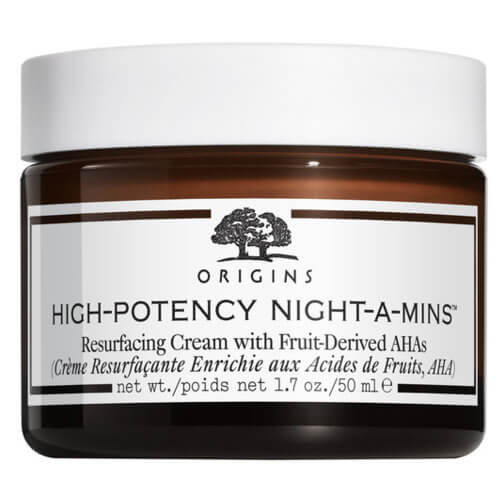 ORIGINS
HIGH-POTENCY NIGHT-A-MINS™
Resurfacing Cream with Fruit-Derived AHAs
(Crème Resurfaçante Enrichie aux Acides de Fruits, AHA)
net wt./poids net 1.7 oz./50 ml ℮